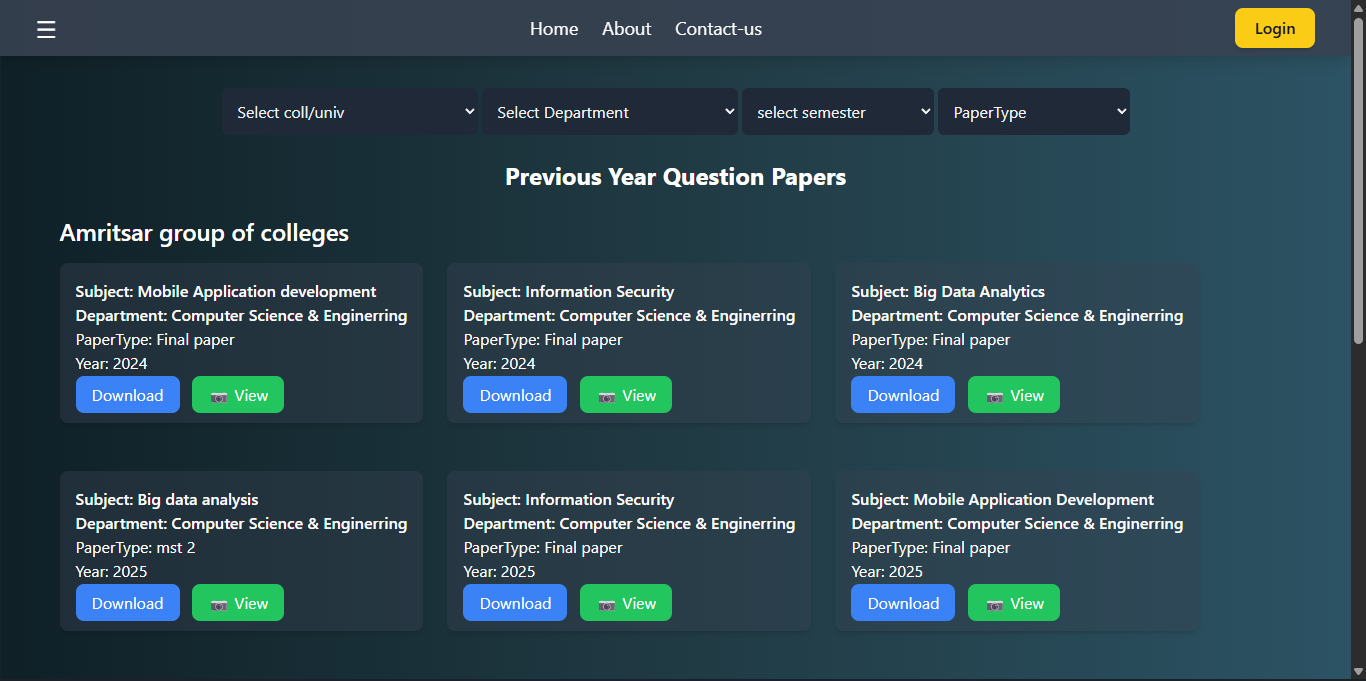 ☰ Home About Contact-us Login
Select coll/univ Select Department select semester PaperType
Previous Year Question Papers
Amritsar group of colleges
Subject: Mobile Application development
Department: Computer Science & Enginerring
PaperType: Final paper
Year: 2024
Download 📷 View
Subject: Information Security
Department: Computer Science & Enginerring
PaperType: Final paper
Year: 2024
Download 📷 View
Subject: Big Data Analytics
Department: Computer Science & Enginerring
PaperType: Final paper
Year: 2024
Download 📷 View
Subject: Big data analysis
Department: Computer Science & Enginerring
PaperType: mst 2
Year: 2025
Download 📷 View
Subject: Information Security
Department: Computer Science & Enginerring
PaperType: Final paper
Year: 2025
Download 📷 View
Subject: Mobile Application Development
Department: Computer Science & Enginerring
PaperType: Final paper
Year: 2025
Download 📷 View